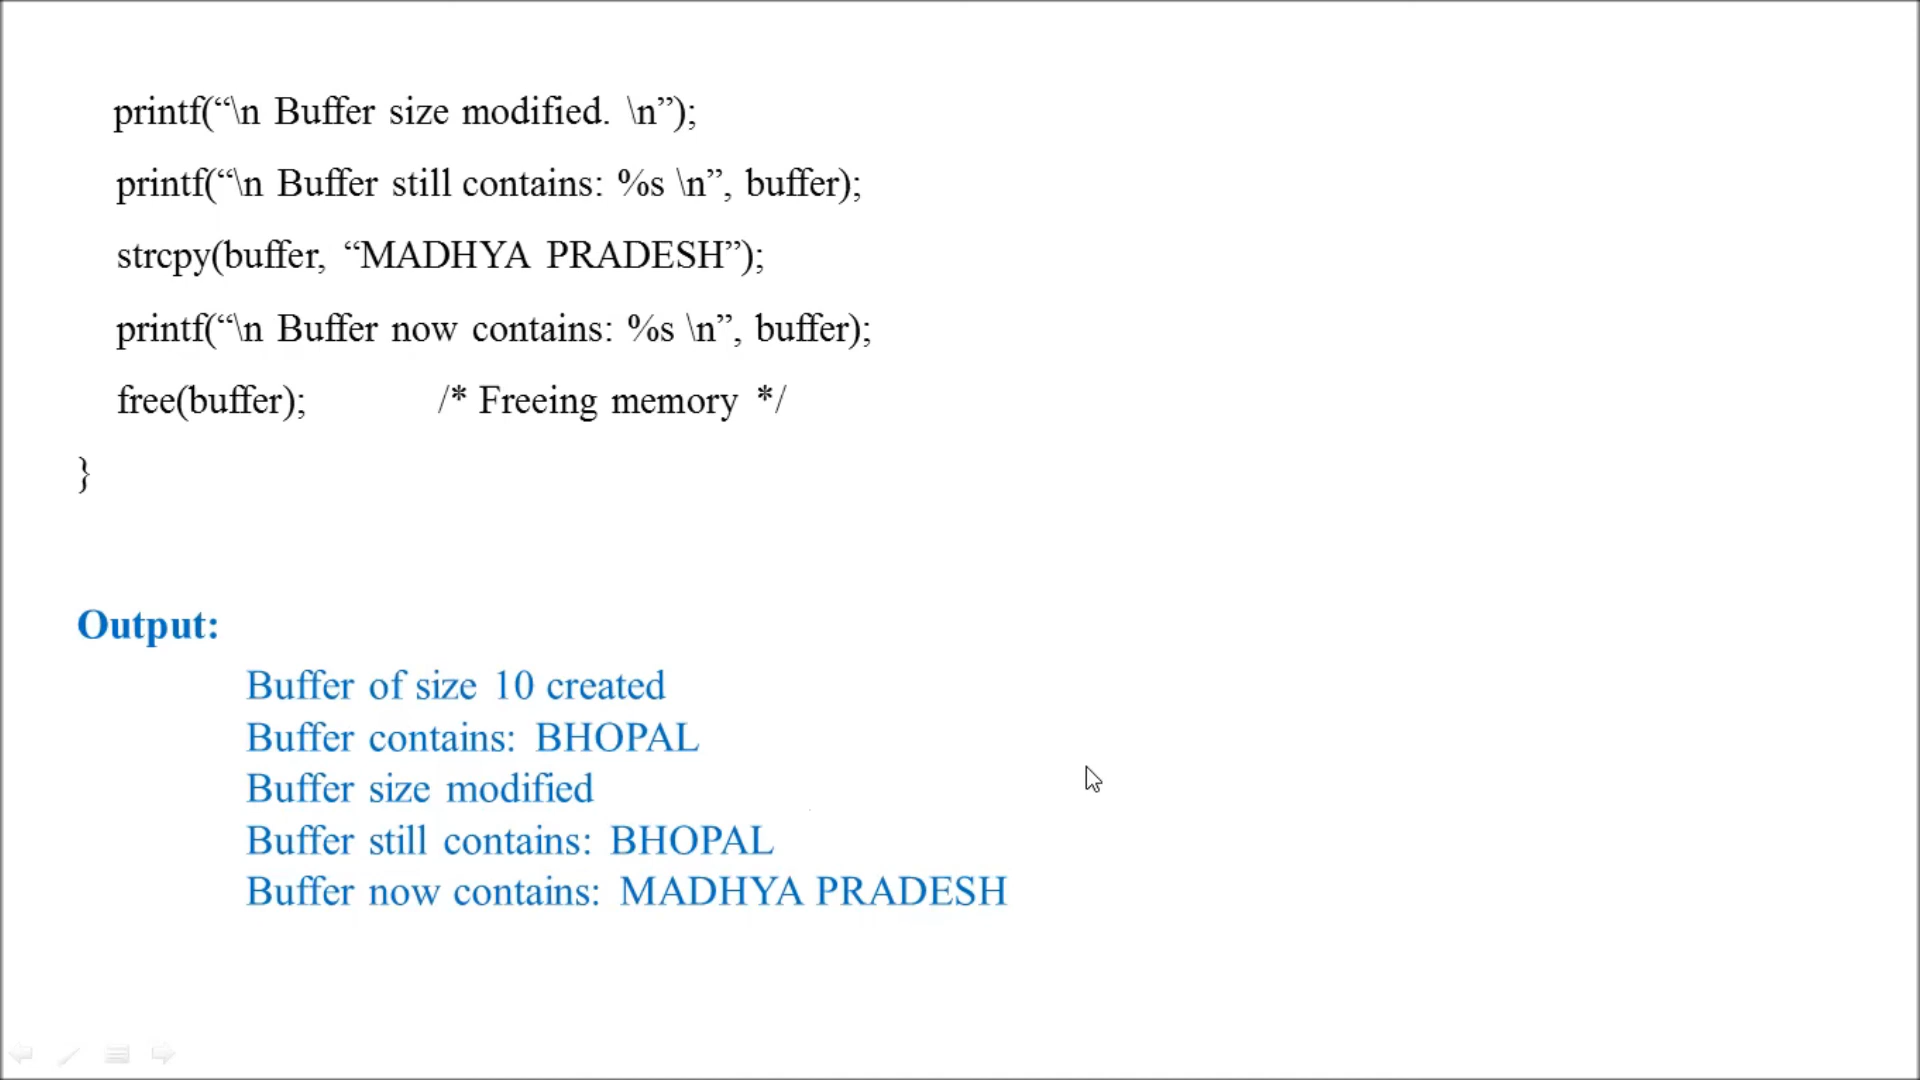 printf(“\n Buffer size modified. \n”);
printf(“\n Buffer still contains: %s \n”, buffer);
strcpy(buffer, “MADHYA PRADESH”);
printf(“\n Buffer now contains: %s \n”, buffer);
free(buffer); /* Freeing memory */
}
Output:
Buffer of size 10 created
Buffer contains: BHOPAL
Buffer size modified
Buffer still contains: BHOPAL
Buffer now contains: MADHYA PRADESH